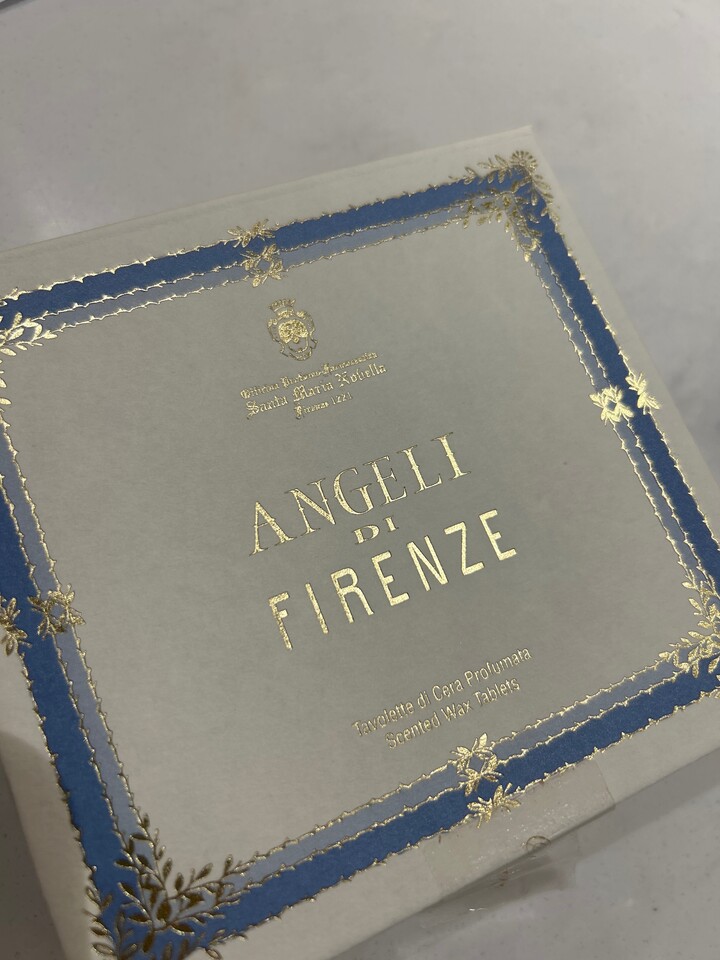 Officina Profumo-Farmaceutica
Santa Maria Novella
Firenze 1221
ANGELI
DI
FIRENZE
Tavolette di Cera Profumata
Scented Wax Tablets